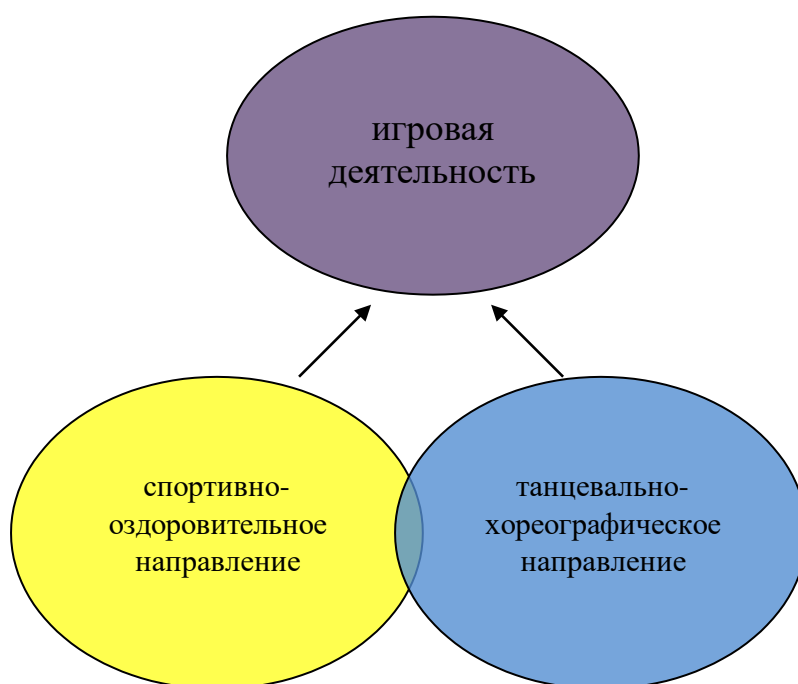 игровая
деятельность
спортивно-
оздоровительное
направление
танцевально-
хореографическое
направление